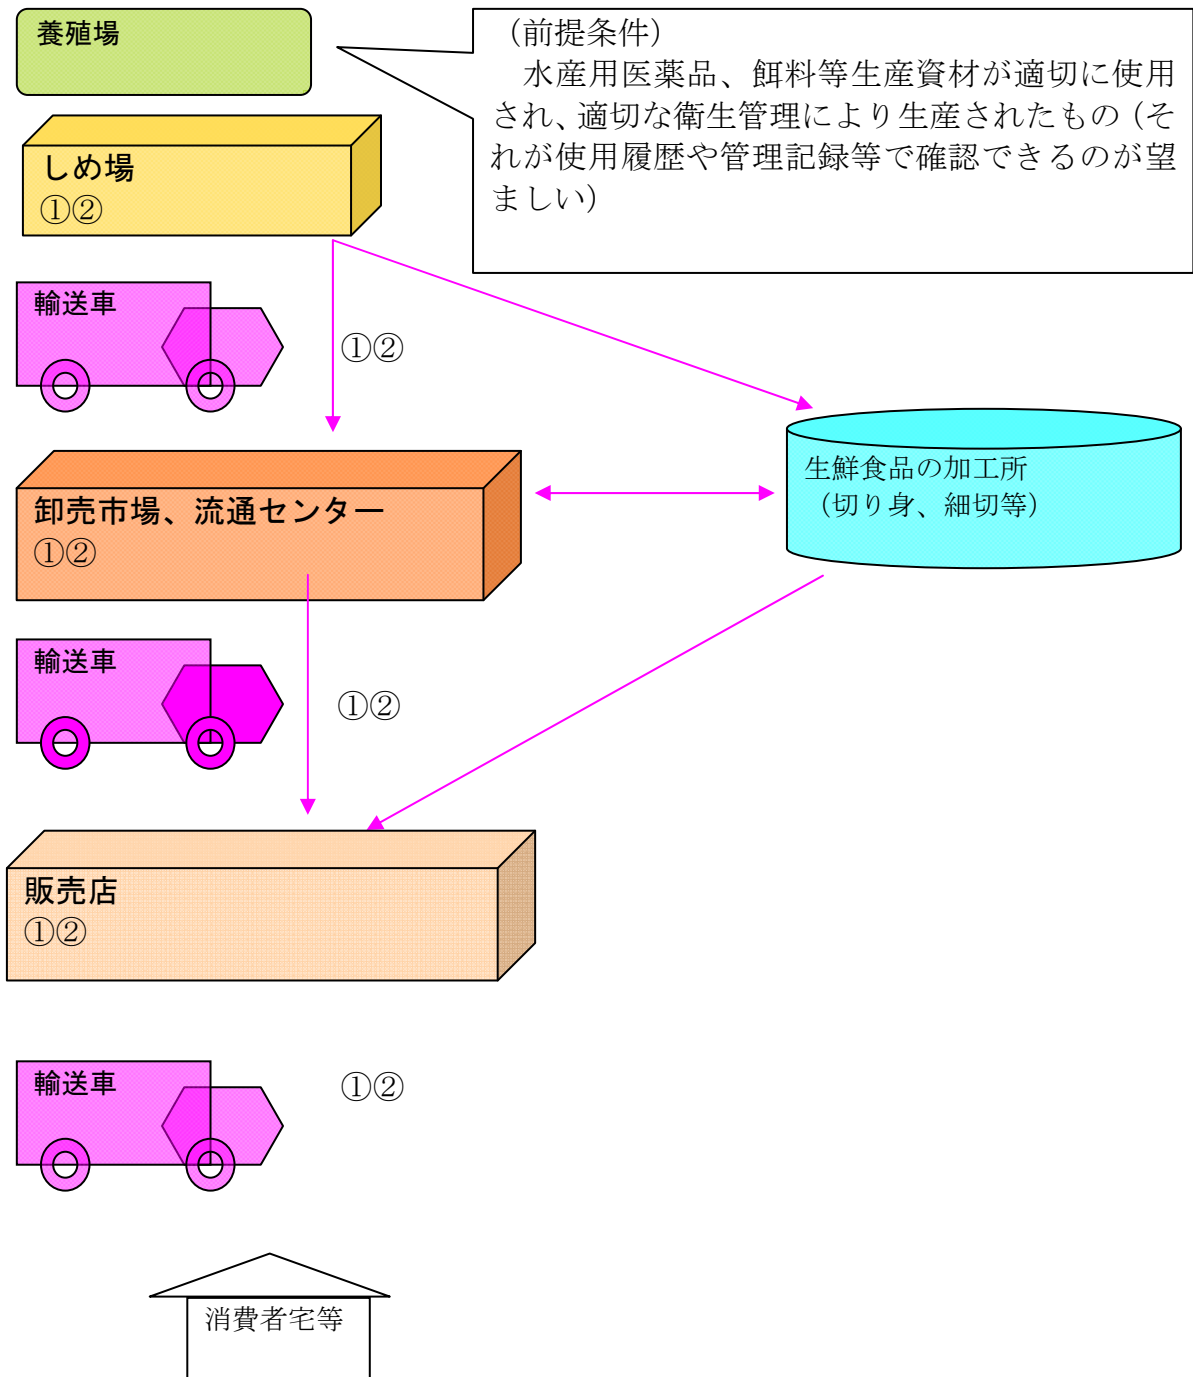 養殖場
（前提条件）
　水産用医薬品、餌料等生産資材が適切に使用
され、適切な衛生管理により生産されたもの（そ
れが使用履歴や管理記録等で確認できるのが望
ましい）
しめ場
①②
輸送車
①②
生鮮食品の加工所
（切り身、細切等）
卸売市場、流通センター
①②
輸送車
①②
販売店
①②
輸送車
①②
消費者宅等